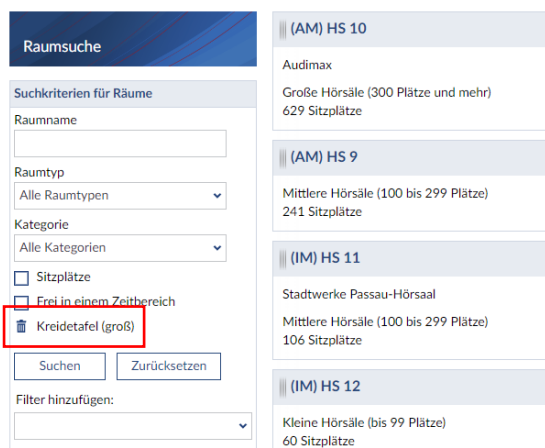 Raumsuche
Suchkriterien für Räume
Raumname
Raumtyp
Alle Raumtypen
Kategorie
Alle Kategorien
Sitzplätze
Frei in einem Zeitbereich
Kreidetafel (groß)
Suchen
Zurücksetzen
Filter hinzufügen:
(AM) HS 10
Audimax
Große Hörsäle (300 Plätze und mehr)
629 Sitzplätze
(AM) HS 9
Mittlere Hörsäle (100 bis 299 Plätze)
241 Sitzplätze
(IM) HS 11
Stadtwerke Passau-Hörsaal
Mittlere Hörsäle (100 bis 299 Plätze)
106 Sitzplätze
(IM) HS 12
Kleine Hörsäle (bis 99 Plätze)
60 Sitzplätze